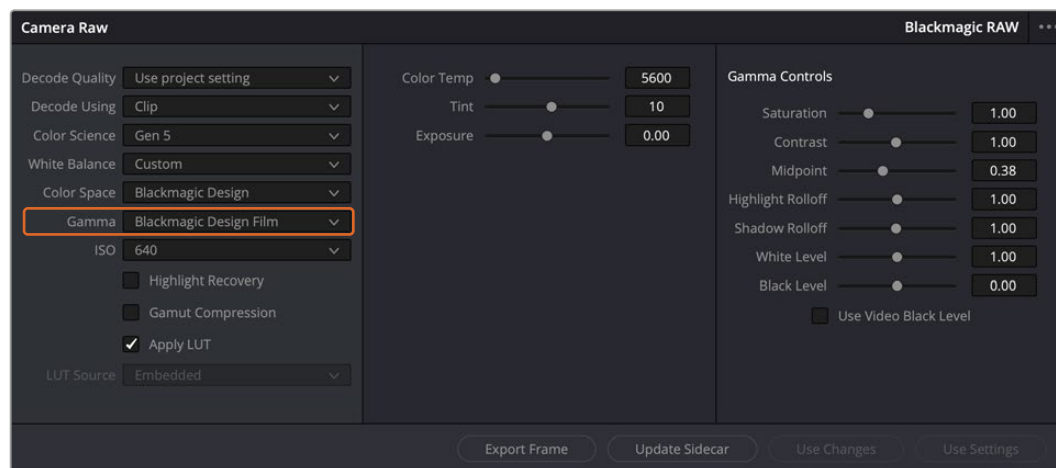 Camera Raw
Blackmagic RAW
Decode Quality Use project setting
Decode Using Clip
Color Science Gen 5
White Balance Custom
Color Space Blackmagic Design
Gamma Blackmagic Design Film
ISO 640
Highlight Recovery
Gamut Compression
Apply LUT
LUT Source Embedded
Color Temp 5600
Tint 10
Exposure 0.00
Gamma Controls
Saturation 1.00
Contrast 1.00
Midpoint 0.38
Highlight Rolloff 1.00
Shadow Rolloff 1.00
White Level 1.00
Black Level 0.00
Use Video Black Level
Export Frame
Update Sidecar
Use Changes
Use Settings